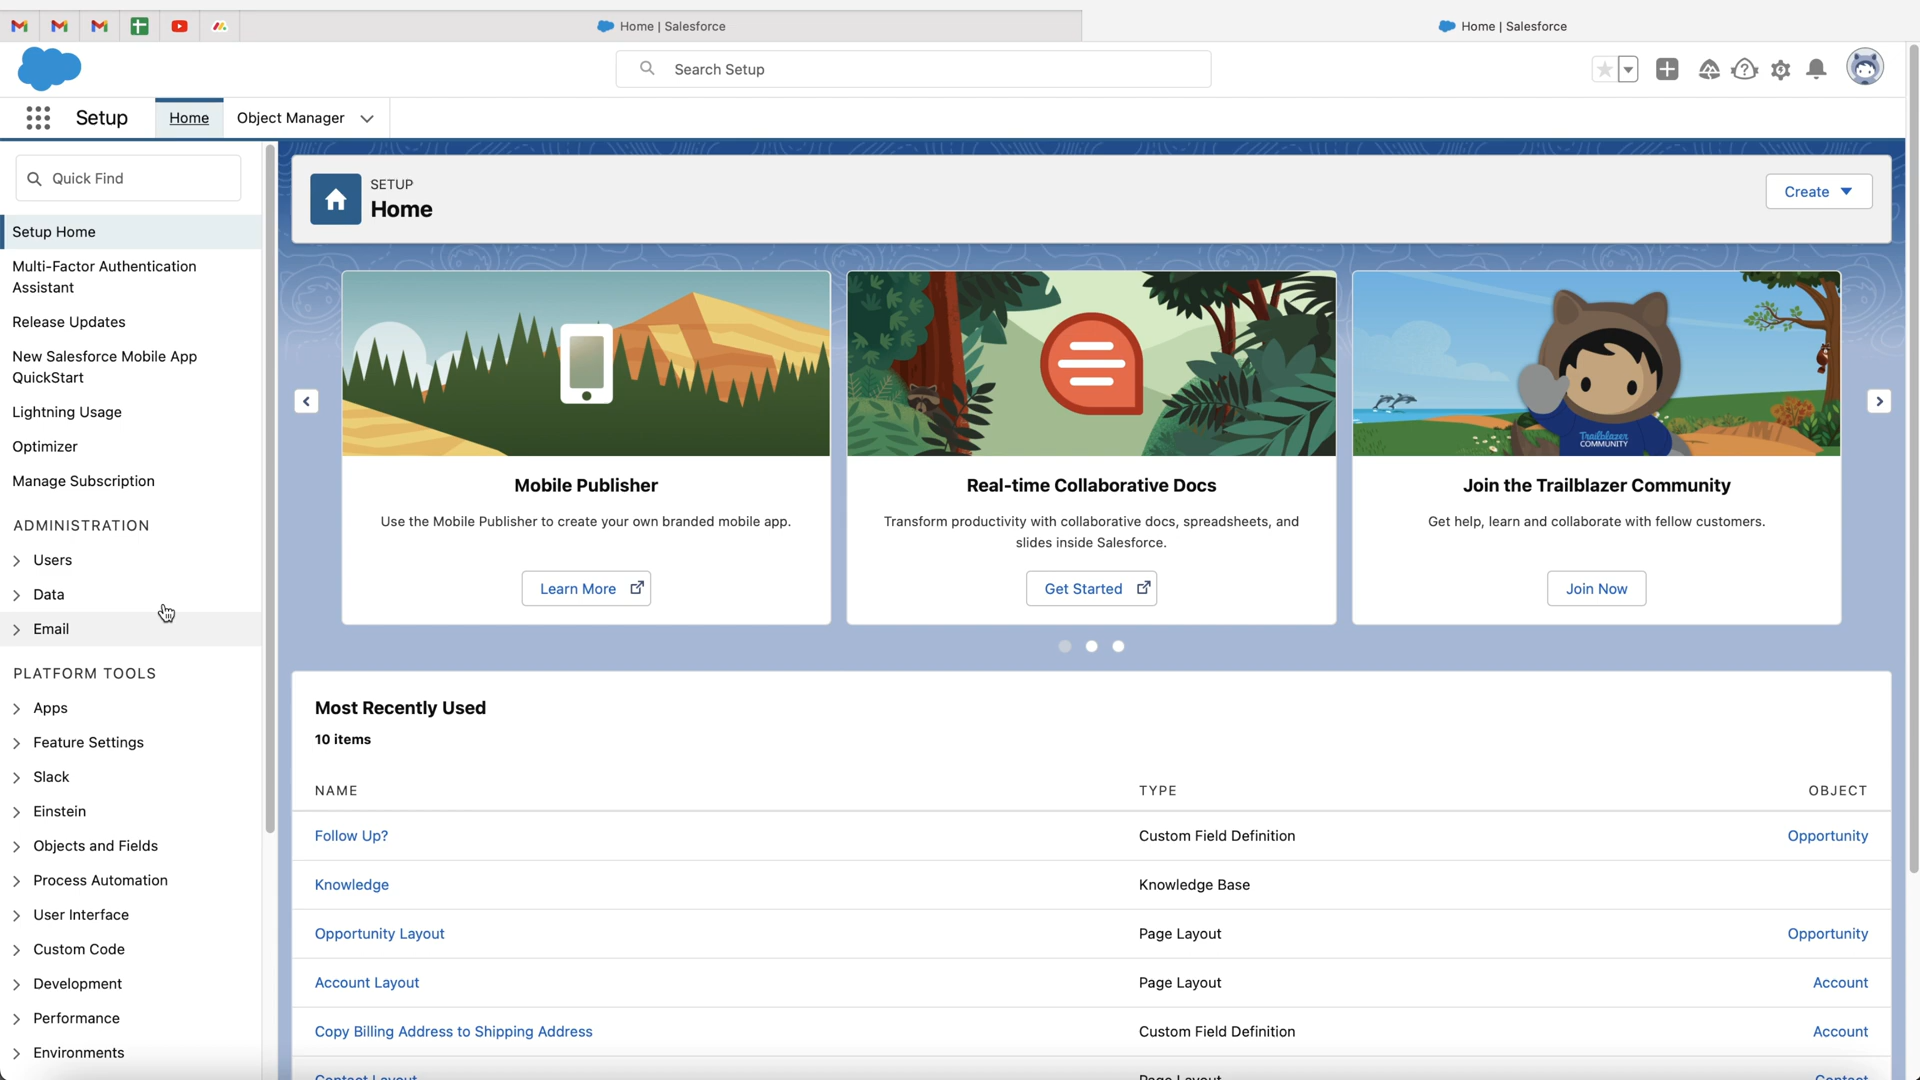 Home | Salesforce
Home | Salesforce
Search Setup
Setup
Home
Object Manager
Quick Find
SETUP
Home
Create
Setup Home
Multi-Factor Authentication
Assistant
Release Updates
New Salesforce Mobile App
QuickStart
Lightning Usage
Optimizer
Manage Subscription
ADMINISTRATION
Users
Data
Email
PLATFORM TOOLS
Apps
Feature Settings
Slack
Einstein
Objects and Fields
Process Automation
User Interface
Custom Code
Development
Performance
Environments
Mobile Publisher
Use the Mobile Publisher to create your own branded mobile app.
Learn More
Real-time Collaborative Docs
Transform productivity with collaborative docs, spreadsheets, and
slides inside Salesforce.
Get Started
Trailblazer
COMMUNITY
Join the Trailblazer Community
Get help, learn and collaborate with fellow customers.
Join Now
Most Recently Used
10 items
NAME TYPE OBJECT
Follow Up? Custom Field Definition Opportunity
Knowledge Knowledge Base
Opportunity Layout Page Layout Opportunity
Account Layout Page Layout Account
Copy Billing Address to Shipping Address Custom Field Definition Account
Contact Layout Page Layout Contact